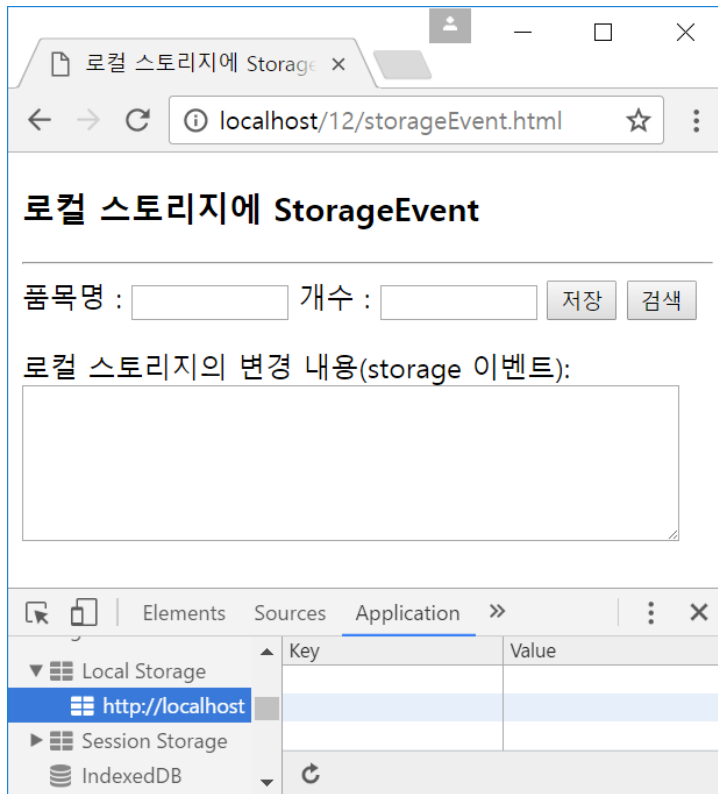 로컬 스토리지에 Storage
localhost/12/storageEvent.html
로컬 스토리지에 StorageEvent
품목명 : 개수 : 저장 검색
로컬 스토리지의 변경 내용(storage 이벤트):
Elements Sources Application
Key Value
Local Storage
http://localhost
Session Storage
IndexedDB